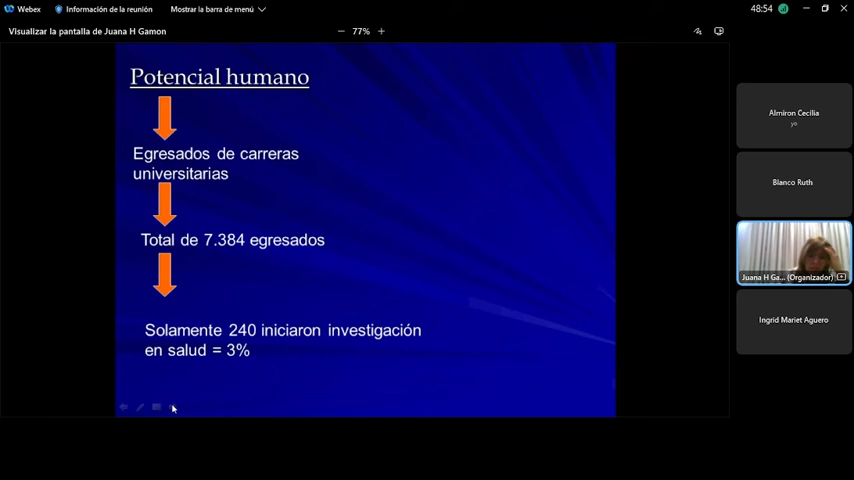 Webex
Información de la reunión
Mostrar la barra de menú
48:54
Visualizar la pantalla de Juana H Gamon
77%
Potencial humano
Egresados de carreras
universitarias
Total de 7.384 egresados
Solamente 240 iniciaron investigación
en salud = 3%
Almiron Cecilia
yo
Blanco Ruth
Juana H Ga... (Organizador)
Ingrid Mariet Aguero